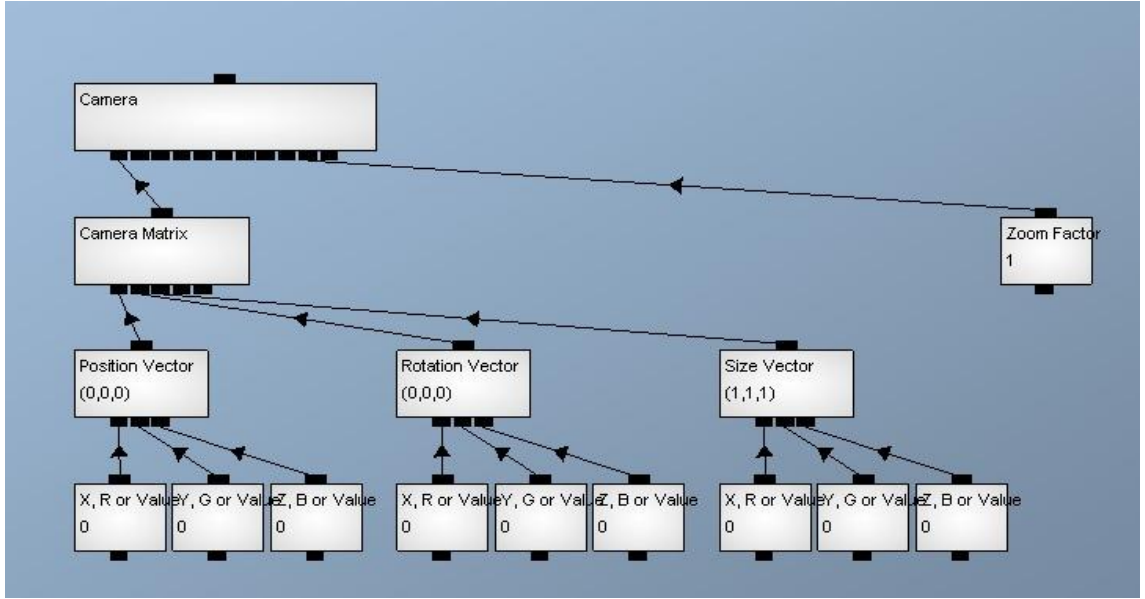 Camera
Camera Matrix
Zoom Factor
1
Position Vector
(0,0,0)
Rotation Vector
(0,0,0)
Size Vector
(1,1,1)
X, R or Value
0
Y, G or Value
0
Z, B or Value
0
X, R or Value
0
Y, G or Value
0
Z, B or Value
0
X, R or Value
0
Y, G or Value
0
Z, B or Value
0